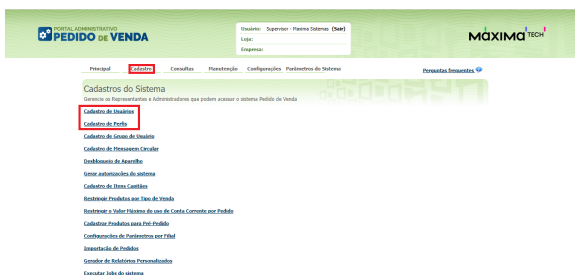 PORTAL ADMINISTRATIVO
PEDIDO DE VENDA
Usuário: Supervisor - Maxima Sistemas (Sair)
Loja:
Empresa:
MÁXIMA TECH
Principal Cadastro Consultas Manutenção Configurações Parâmetros do Sistema Perguntas frequentes
Cadastros do Sistema
Gerencie os Representantes e Administradores que podem acessar o sistema Pedido de Venda
Cadastro de Usuários
Cadastro de Perfis
Cadastro de Grupo de Usuário
Cadastro de Mensagem Circular
Desbloqueio de Aparelho
Gerar autorizações do sistema
Cadastro de Itens Capitães
Restringir Produtos por Tipo de Venda
Restringir o Valor Máximo do uso de Conta Corrente por Pedido
Cadastrar Produtos para Pré-Pedido
Configurações de Parâmetros por Filial
Importação de Pedidos
Gerador de Relatórios Personalizados
Executar Jobs do sistema